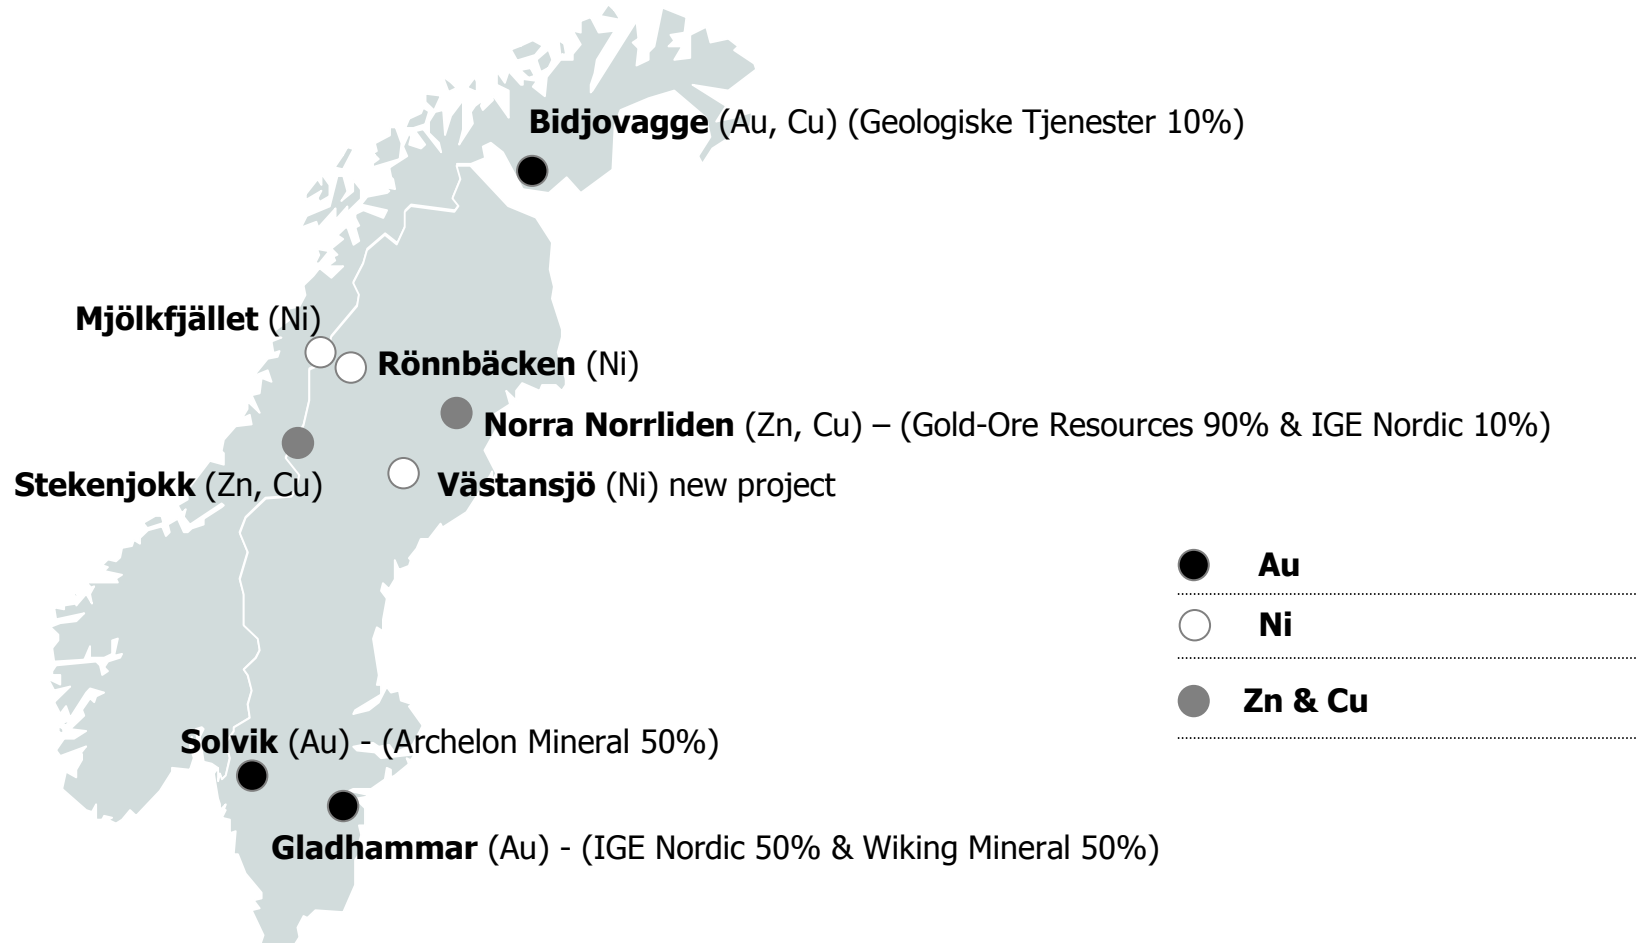 Bidjovagge (Au, Cu) (Geologiske Tjenester 10%)
Mjölkfjället (Ni)
Rönnbäcken (Ni)
Norra Norrliden (Zn, Cu) – (Gold-Ore Resources 90% & IGE Nordic 10%)
Stekenjokk (Zn, Cu)
Västansjö (Ni) new project
Au
Ni
Zn & Cu
Solvik (Au) - (Archelon Mineral 50%)
Gladhammar (Au) - (IGE Nordic 50% & Wiking Mineral 50%)